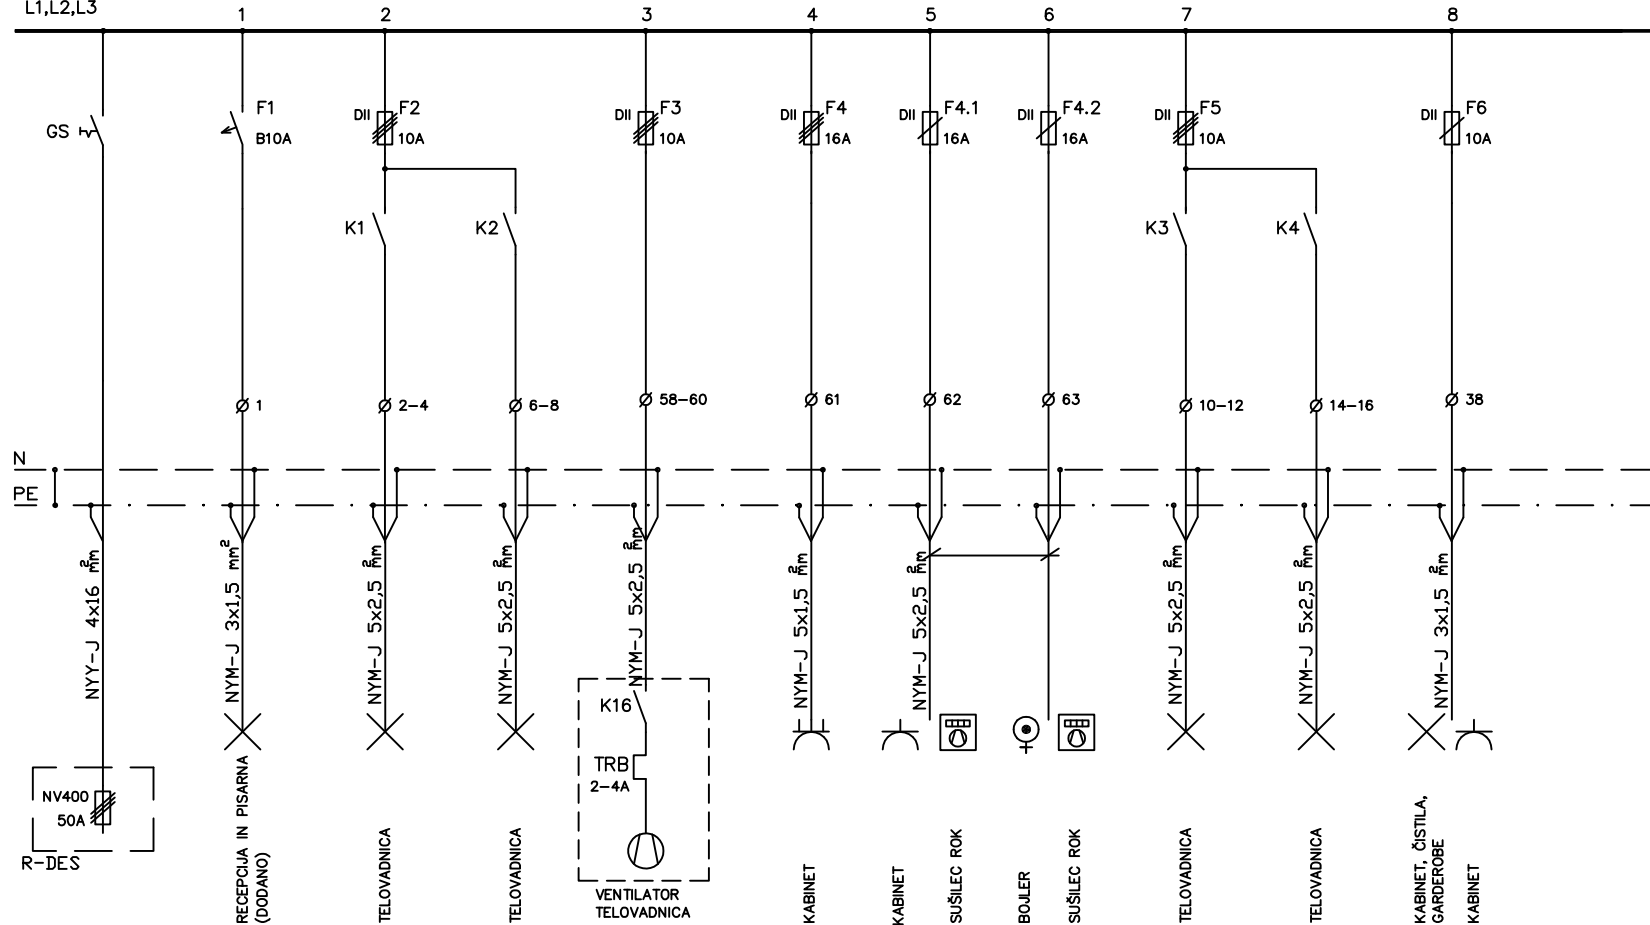 L1,L2,L3
1
2
3
4
5
6
7
8
GS
F1
B10A
DII
F2
10A
DII
F3
10A
DII
F4
16A
DII
F4.1
16A
DII
F4.2
16A
DII
F5
10A
DII
F6
10A
K1
K2
K3
K4
1
2-4
6-8
58-60
61
62
63
10-12
14-16
38
N
PE
NYY-J 4x16 mm²
NYM-J 3x1,5 mm²
NYM-J 5x2,5 mm²
NYM-J 5x2,5 mm²
NYM-J 5x2,5 mm²
NYM-J 5x1,5 mm²
NYM-J 5x2,5 mm²
NYM-J 5x2,5 mm²
NYM-J 5x2,5 mm²
NYM-J 3x1,5 mm²
K16
TRB
2-4A
NV400
50A
R-DES
RECEPCIJA IN PISARNA
(DODANO)
TELOVADNICA
TELOVADNICA
VENTILATOR
TELOVADNICA
KABINET
KABINET
SUŠILEC ROK
BOJLER
SUŠILEC ROK
TELOVADNICA
TELOVADNICA
KABINET, ČISTILA,
GARDEROBE
KABINET